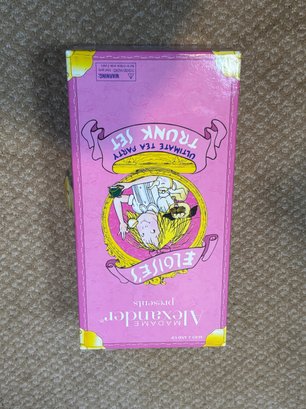 MADAME
Alexander®
presents
ELOISE'S
ULTIMATE TEA PARTY
TRUNK SET
WARNING: